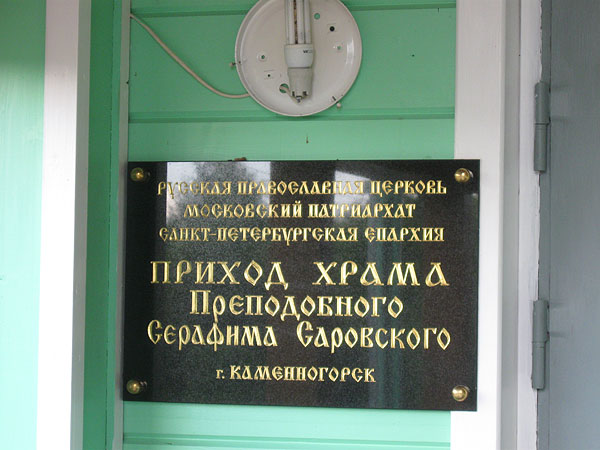 РУССКАЯ ПРАВОСЛАВНАЯ ЦЕРКОВЬ
МОСКОВСКИЙ ПАТРИАРХАТ
САНКТ-ПЕТЕРБУРГСКАЯ ЕПАРХИЯ
ПРИХОД ХРАМА
Преподобного
Серафима Саровского
г. КАМЕННОГОРСК